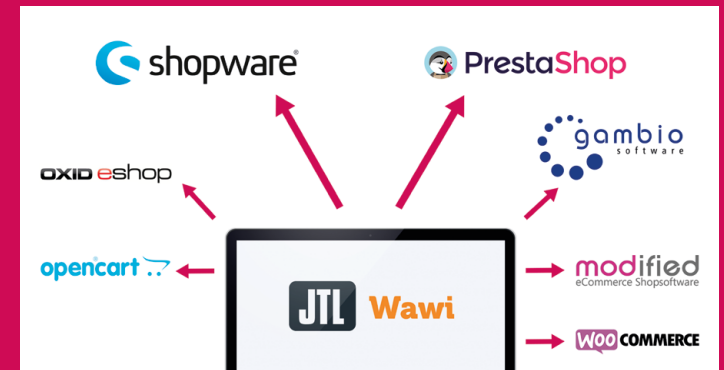 shopware
PrestaShop
gambio
software
OXID eshop
opencart
modified
eCommerce Shopsoftware
JTL Wawi
WOO COMMERCE